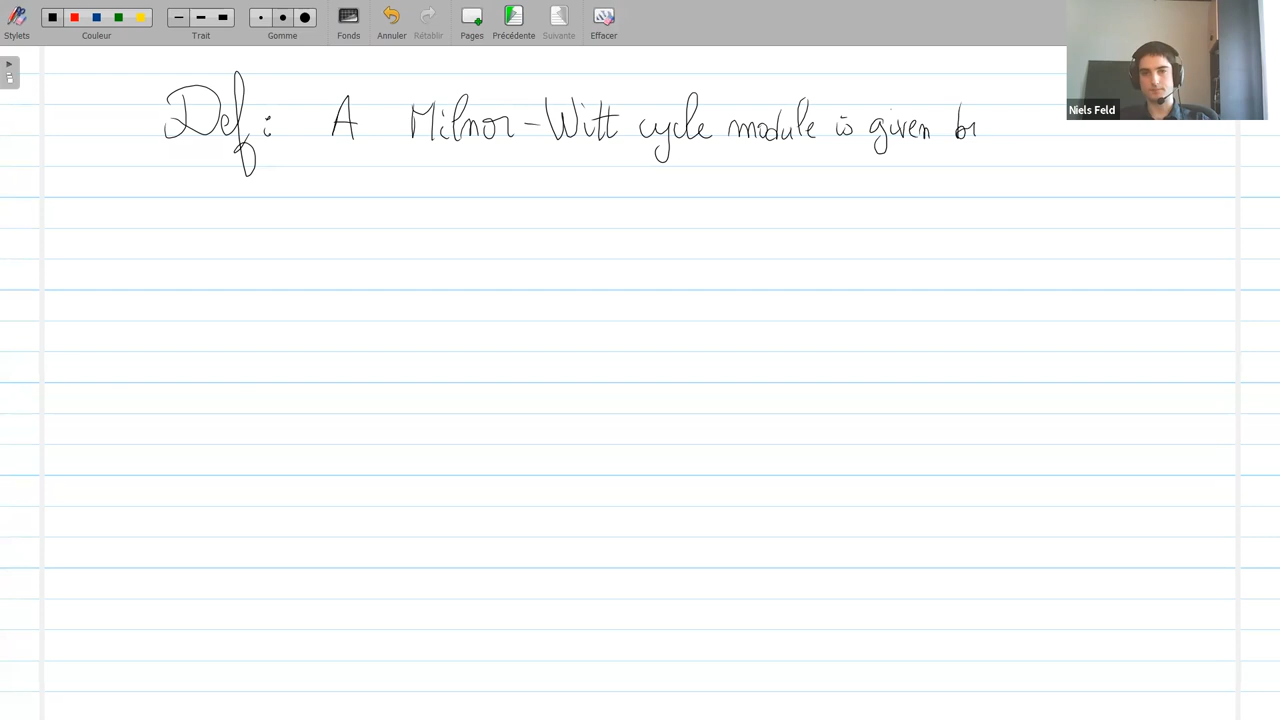 Stylets
Couleur
Trait
Gomme
Fonds
Annuler
Rétablir
Pages
Précédente
Suivante
Effacer
Niels Feld
Def: A Milnor-Witt cycle module is given b